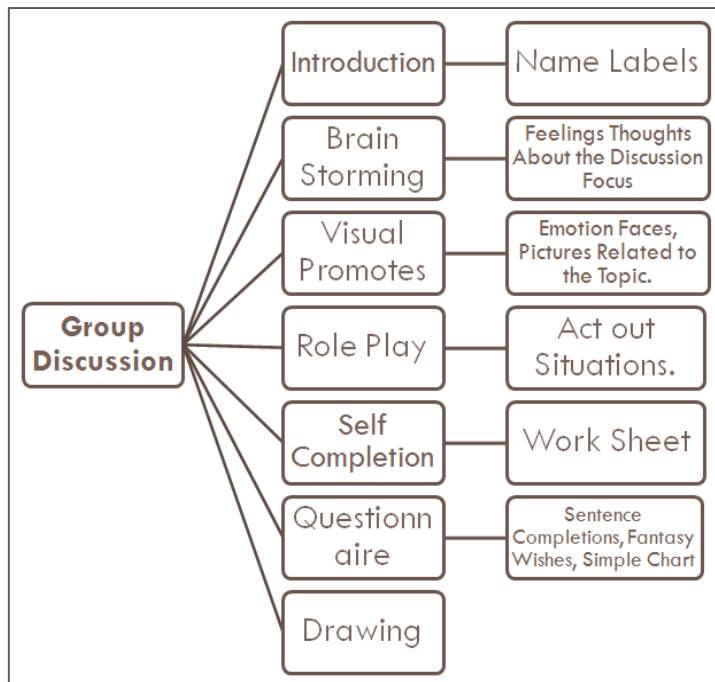 Group
Discussion
Introduction
Name Labels
Brain
Storming
Feelings Thoughts
About the Discussion
Focus
Visual
Promotes
Emotion Faces,
Pictures Related to
the Topic.
Role Play
Act out
Situations.
Self
Completion
Work Sheet
Questionn
aire
Sentence
Completions, Fantasy
Wishes, Simple Chart
Drawing